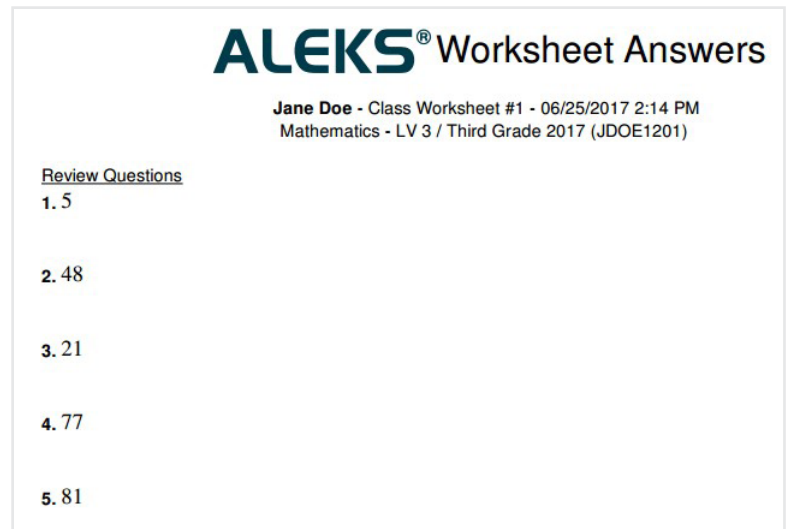 ALEKS® Worksheet Answers
Jane Doe - Class Worksheet #1 - 06/25/2017 2:14 PM
Mathematics - LV 3 / Third Grade 2017 (JDOE1201)
Review Questions
1. 5
2. 48
3. 21
4. 77
5. 81